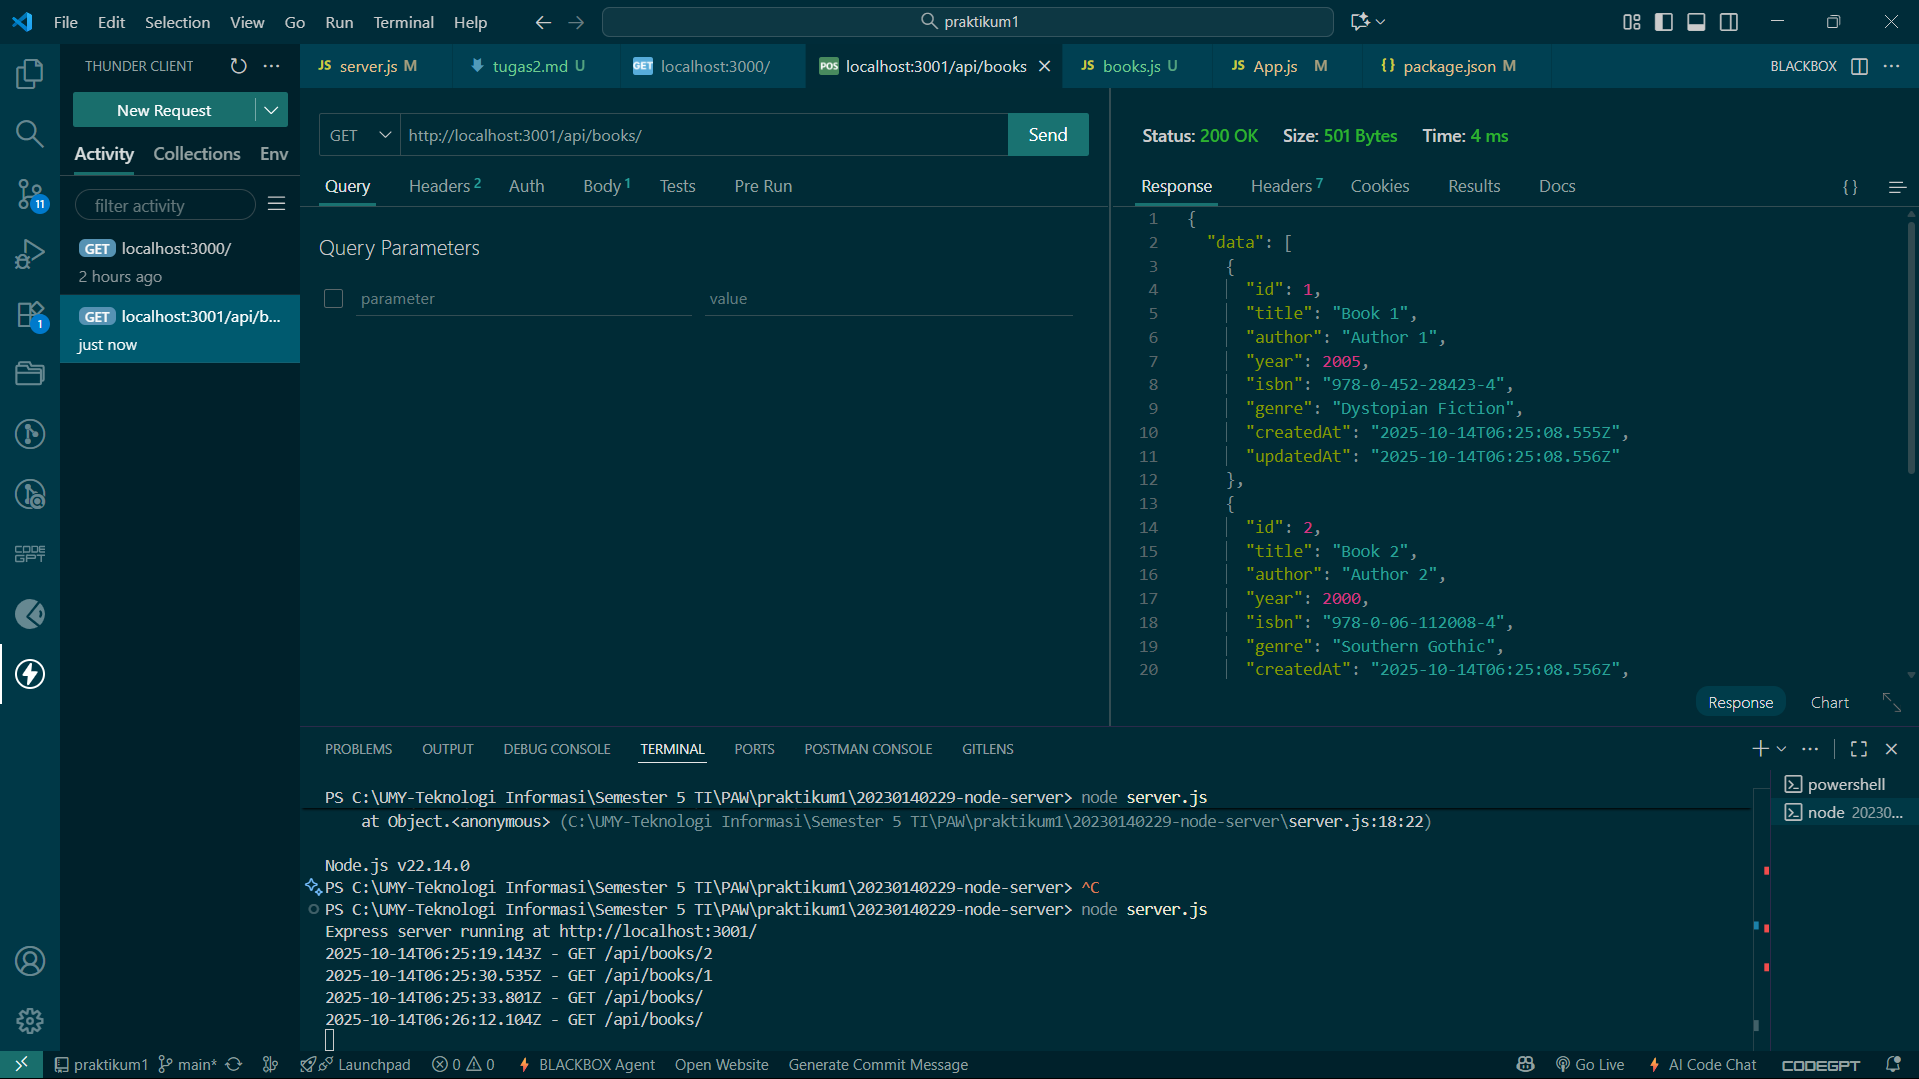 File Edit Selection View Go Run Terminal Help
praktikum1
THUNDER CLIENT
New Request
Activity Collections Env
filter activity
GET localhost:3000/
2 hours ago
GET localhost:3001/api/b...
just now
11
1
CODE GPT
JS server.js M
tugas2.md U
GET localhost:3000/
POS localhost:3001/api/books
JS books.js U
JS App.js M
{} package.json M
BLACKBOX
GET http://localhost:3001/api/books/ Send
Query Headers 2 Auth Body 1 Tests Pre Run
Query Parameters
parameter value
Status: 200 OK Size: 501 Bytes Time: 4 ms
Response Headers 7 Cookies Results Docs {}
1 {
2 "data": [
3 {
4 "id": 1,
5 "title": "Book 1",
6 "author": "Author 1",
7 "year": 2005,
8 "isbn": "978-0-452-28423-4",
9 "genre": "Dystopian Fiction",
10 "createdAt": "2025-10-14T06:25:08.555Z",
11 "updatedAt": "2025-10-14T06:25:08.556Z"
12 },
13 {
14 "id": 2,
15 "title": "Book 2",
16 "author": "Author 2",
17 "year": 2000,
18 "isbn": "978-0-06-112008-4",
19 "genre": "Southern Gothic",
20 "createdAt": "2025-10-14T06:25:08.556Z",
Response Chart
PROBLEMS OUTPUT DEBUG CONSOLE TERMINAL PORTS POSTMAN CONSOLE GITLENS
PS C:\UMY-Teknologi Informasi\Semester 5 TI\PAW\praktikum1\20230140229-node-server> node server.js
at Object.<anonymous> (C:\UMY-Teknologi Informasi\Semester 5 TI\PAW\praktikum1\20230140229-node-server\server.js:18:22)
Node.js v22.14.0
PS C:\UMY-Teknologi Informasi\Semester 5 TI\PAW\praktikum1\20230140229-node-server> ^C
PS C:\UMY-Teknologi Informasi\Semester 5 TI\PAW\praktikum1\20230140229-node-server> node server.js
Express server running at http://localhost:3001/
2025-10-14T06:25:19.143Z - GET /api/books/2
2025-10-14T06:25:30.535Z - GET /api/books/1
2025-10-14T06:25:33.801Z - GET /api/books/
2025-10-14T06:26:12.104Z - GET /api/books/
powershell
node 20230...
praktikum1 main* Launchpad 0 0 BLACKBOX Agent Open Website Generate Commit Message Go Live AI Code Chat CODEGPT